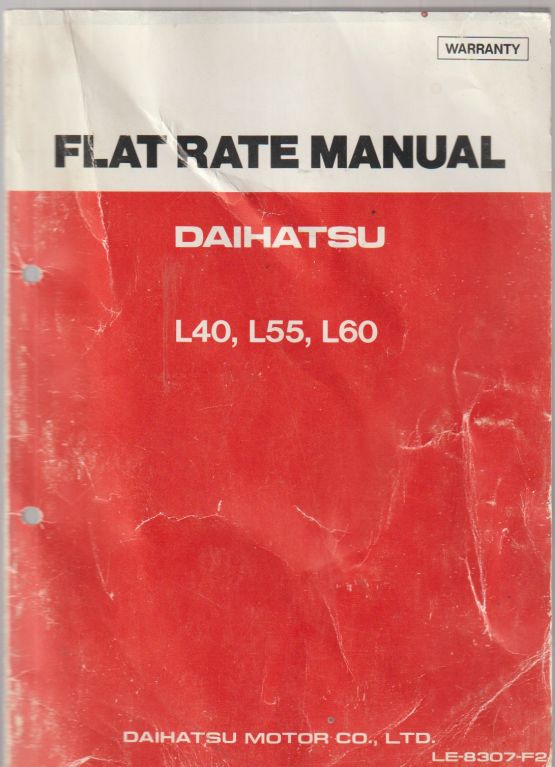 WARRANTY
FLAT RATE MANUAL
DAIHATSU
L40, L55, L60
DAIHATSU MOTOR CO., LTD.
LE-8307-F2